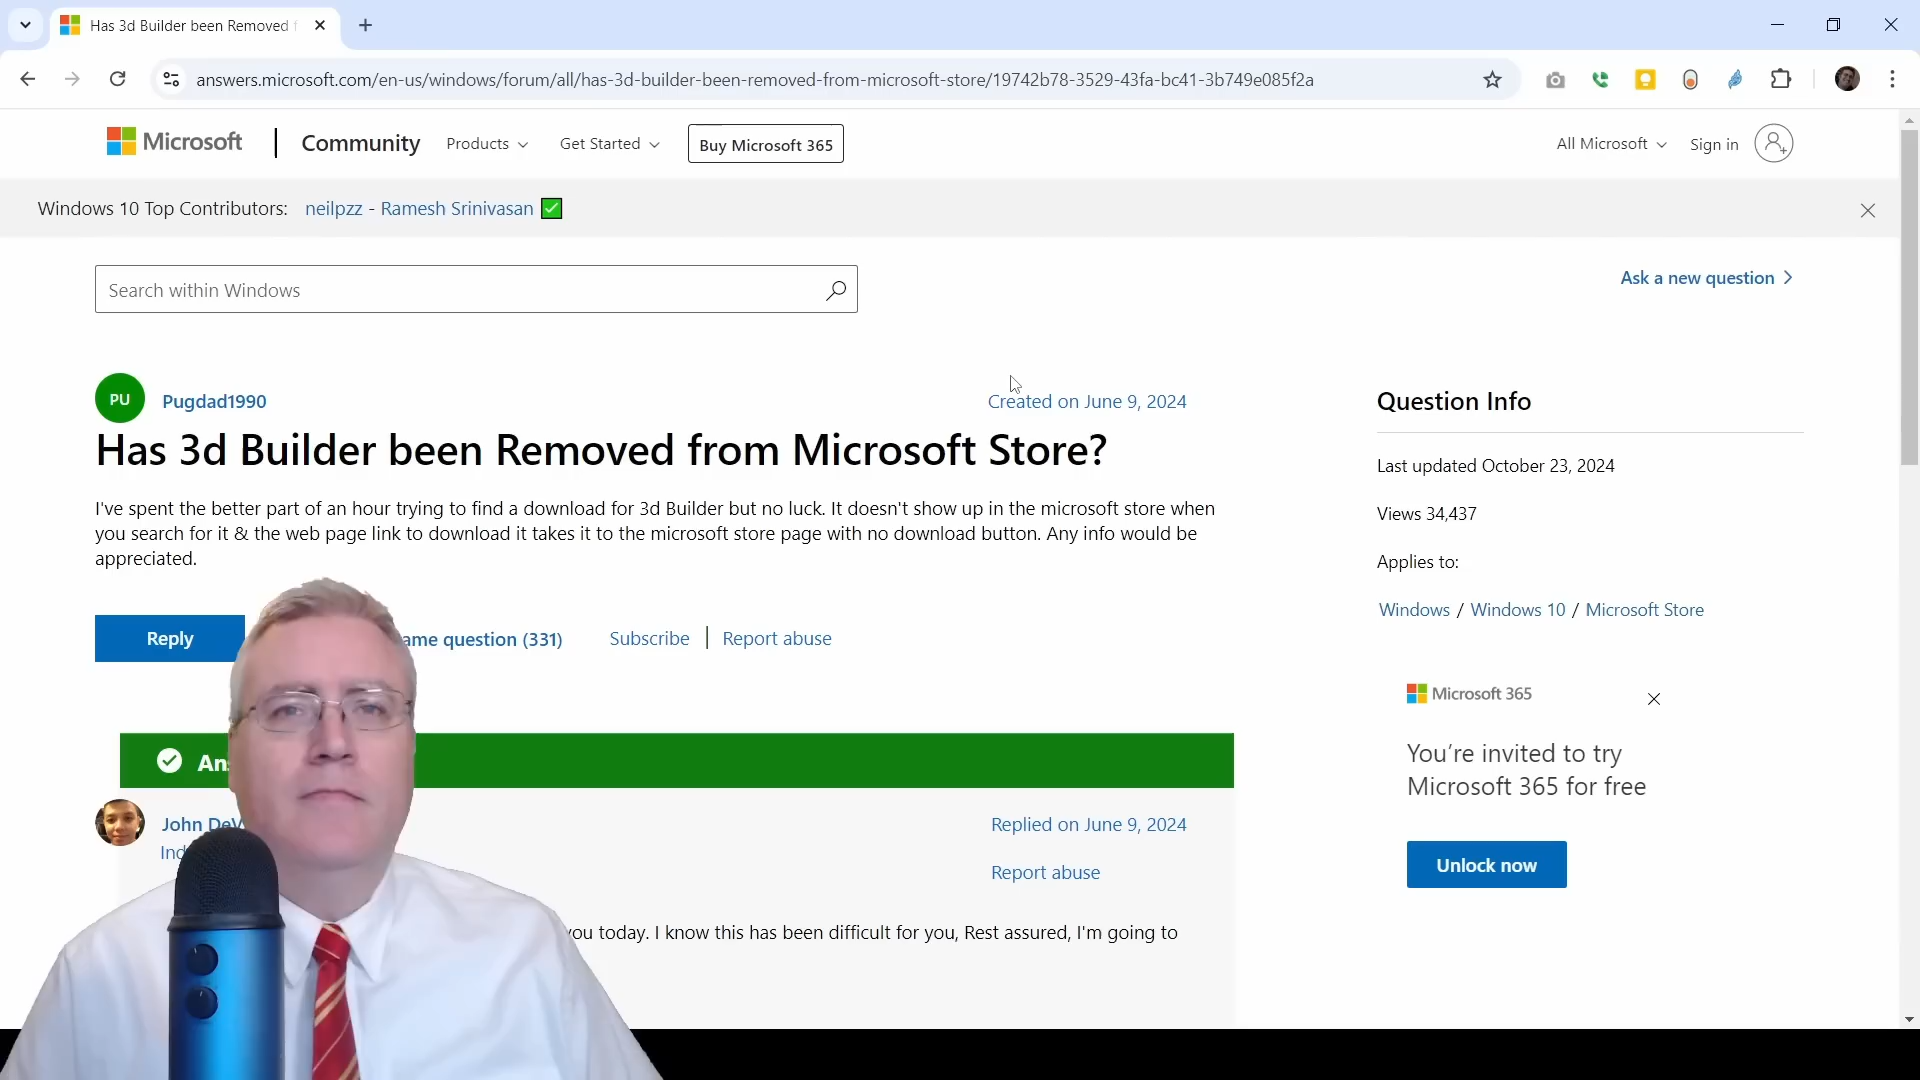 Has 3d Builder been Removed f
answers.microsoft.com/en-us/windows/forum/all/has-3d-builder-been-removed-from-microsoft-store/19742b78-3529-43fa-bc41-3b749e085f2a
Microsoft
Community
Products
Get Started
Buy Microsoft 365
All Microsoft
Sign in
Windows 10 Top Contributors: neilpzz - Ramesh Srinivasan ✅
Search within Windows
Ask a new question
PU
Pugdad1990
Created on June 9, 2024
Has 3d Builder been Removed from Microsoft Store?
I've spent the better part of an hour trying to find a download for 3d Builder but no luck. It doesn't show up in the microsoft store when
you search for it & the web page link to download it takes it to the microsoft store page with no download button. Any info would be
appreciated.
Reply
ame question (331)
Subscribe
Report abuse
Question Info
Last updated October 23, 2024
Views 34,437
Applies to:
Windows / Windows 10 / Microsoft Store
Microsoft 365
You're invited to try
Microsoft 365 for free
Unlock now
An
John DeV
Ind
Replied on June 9, 2024
Report abuse
you today. I know this has been difficult for you, Rest assured, I'm going to